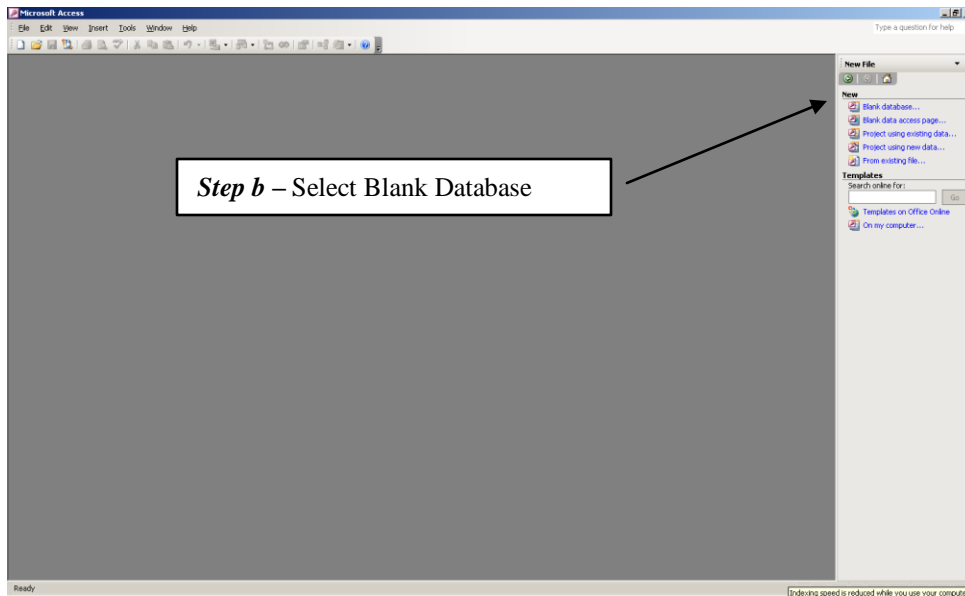 Microsoft Access
File Edit View Insert Tools Window Help
Type a question for help
New File
New
Blank database...
Blank data access page...
Project using existing data...
Project using new data...
From existing file...
Step b – Select Blank Database
Templates
Search online for:
Go
Templates on Office Online
On my computer...
Ready
Indexing speed is reduced while you use your compute